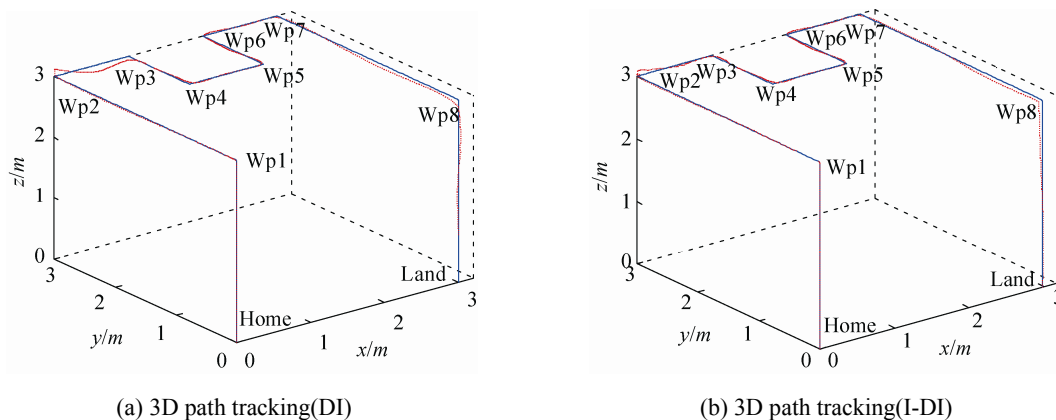 Wp7
Wp6
Wp5
Wp3
Wp4
3
Wp2
Wp8
2
Wp1
z/m
1
0
3
Land
3
2
2
Home
1
y/m
1
x/m
0 0
(a) 3D path tracking(DI)
Wp7
Wp6
Wp5
Wp3
Wp4
3
Wp2
Wp8
2
Wp1
z/m
1
0
3
Land
3
2
2
Home
1
y/m
1
x/m
0 0
(b) 3D path tracking(I-DI)